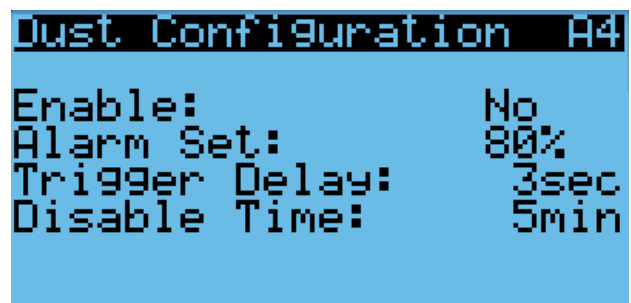 Dust Configuration A4
Enable: No
Alarm Set: 80%
Trigger Delay: 3sec
Disable Time: 5min